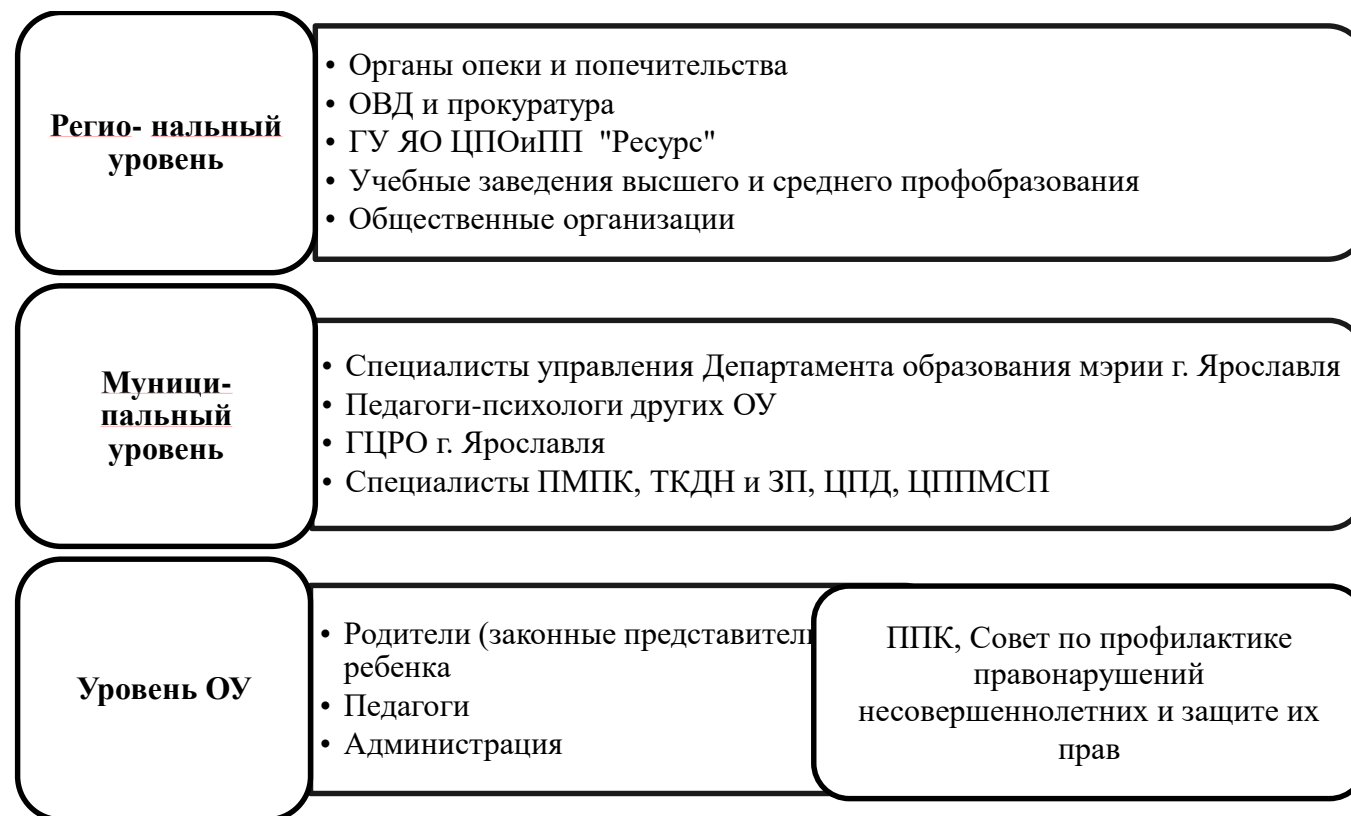 Регио- нальный
уровень
• Органы опеки и попечительства
• ОВД и прокуратура
• ГУ ЯО ЦПОиПП "Ресурс"
• Учебные заведения высшего и среднего профобразования
• Общественные организации
Муници-
пальный
уровень
• Специалисты управления Департамента образования мэрии г. Ярославля
• Педагоги-психологи других ОУ
• ГЦРО г. Ярославля
• Специалисты ПМПК, ТКДН и ЗП, ЦПД, ЦППМСП
Уровень ОУ
• Родители (законные
ребенка
• Педагоги
• Администрация
ППК, Совет по профилактике
правонарушений
несовершеннолетних и защите их
прав